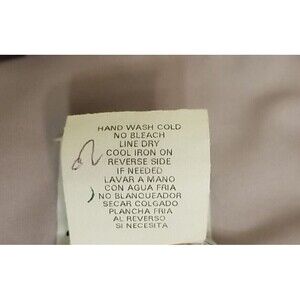 HAND WASH COLD
NO BLEACH
LINE DRY
COOL IRON ON
REVERSE SIDE
IF NEEDED
LAVAR A MANO
CON AGUA FRIA
NO BLANQUEADOR
SECAR COLGADO
PLANCHA FRIA
AL REVERSO
SI NECESITA